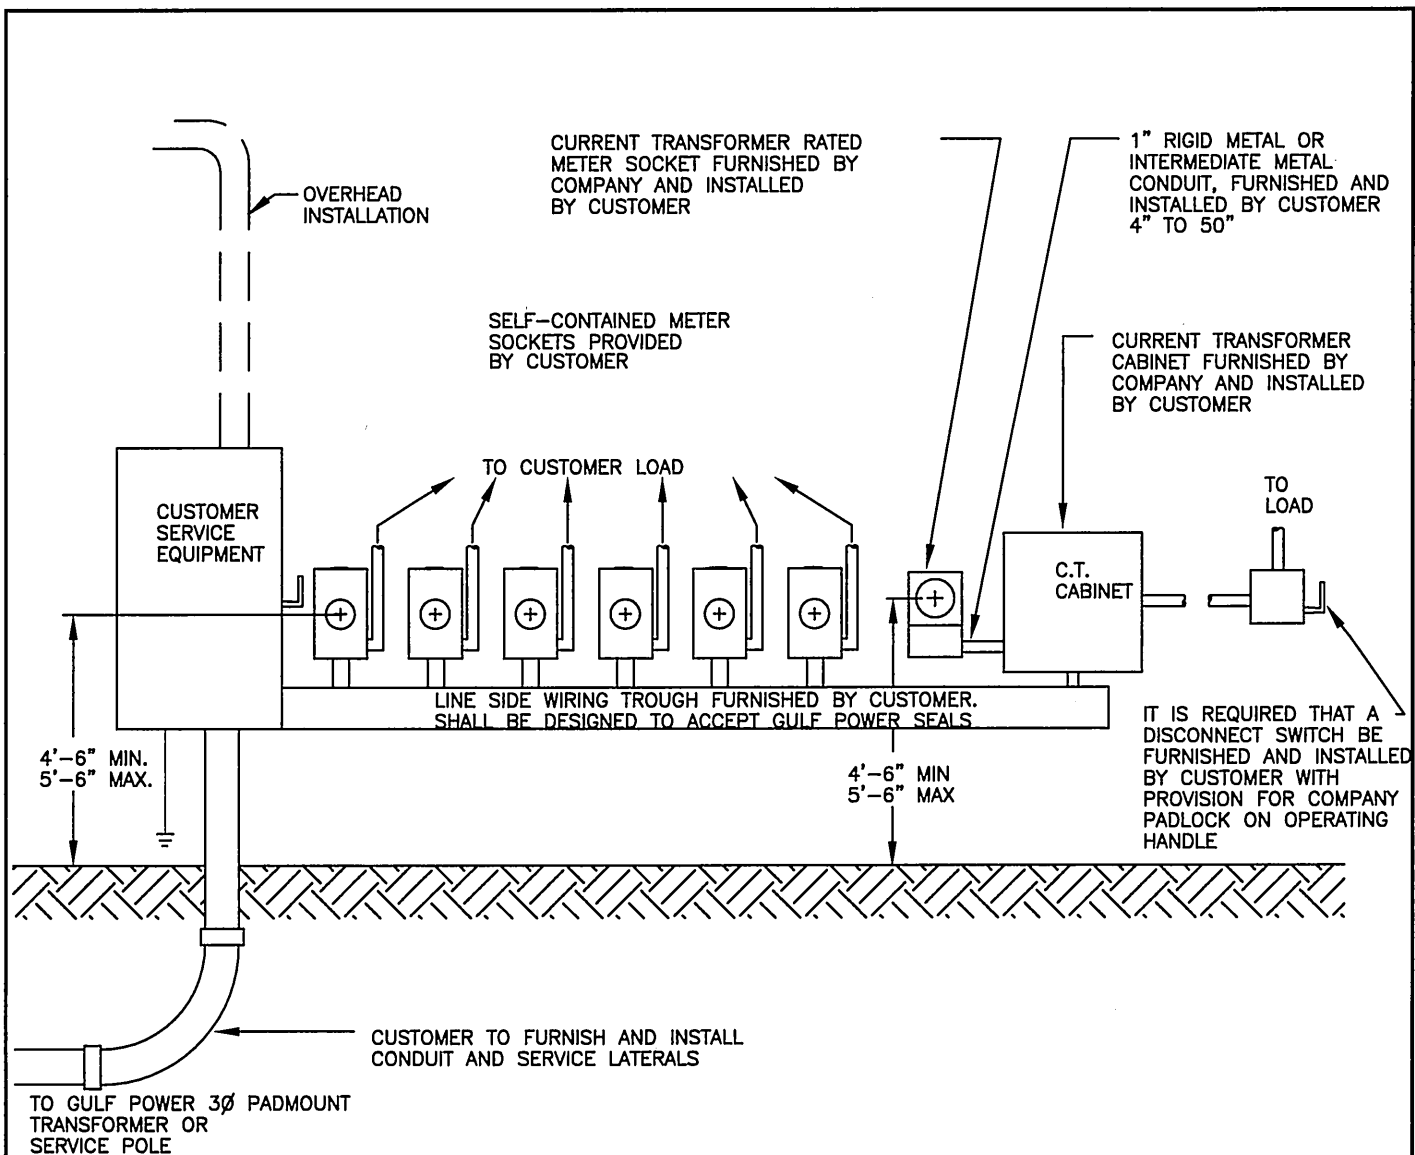 CURRENT TRANSFORMER RATED
METER SOCKET FURNISHED BY
COMPANY AND INSTALLED
BY CUSTOMER
1" RIGID METAL OR
INTERMEDIATE METAL
CONDUIT, FURNISHED AND
INSTALLED BY CUSTOMER
4" TO 50"
OVERHEAD
INSTALLATION
SELF-CONTAINED METER
SOCKETS PROVIDED
BY CUSTOMER
CURRENT TRANSFORMER
CABINET FURNISHED BY
COMPANY AND INSTALLED
BY CUSTOMER
TO CUSTOMER LOAD
TO
LOAD
CUSTOMER
SERVICE
EQUIPMENT
C.T.
CABINET
LINE SIDE WIRING TROUGH FURNISHED BY CUSTOMER.
SHALL BE DESIGNED TO ACCEPT GULF POWER SEALS
4'-6" MIN.
5'-6" MAX.
4'-6" MIN
5'-6" MAX
IT IS REQUIRED THAT A
DISCONNECT SWITCH BE
FURNISHED AND INSTALLED
BY CUSTOMER WITH
PROVISION FOR COMPANY
PADLOCK ON OPERATING
HANDLE
CUSTOMER TO FURNISH AND INSTALL
CONDUIT AND SERVICE LATERALS
TO GULF POWER 3Ø PADMOUNT
TRANSFORMER OR
SERVICE POLE